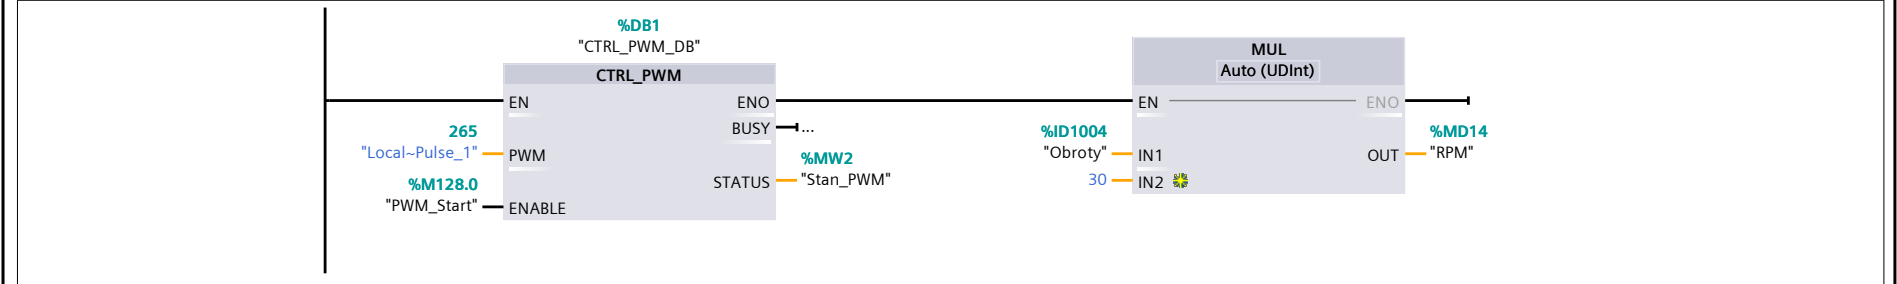 %DB1
"CTRL_PWM_DB"
CTRL_PWM
EN
ENO
BUSY
...
265
"Local~Pulse_1"
PWM
%MW2
STATUS
"Stan_PWM"
%M128.0
"PWM_Start"
ENABLE
MUL
Auto (UDInt)
EN
ENO
%ID1004
"Obroty"
IN1
%MD14
OUT
"RPM"
30
IN2